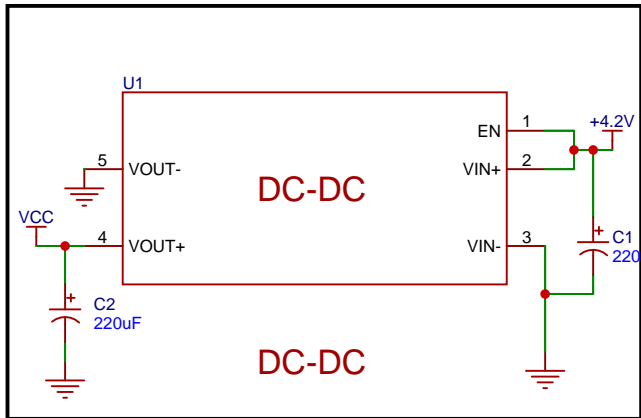 U1
EN 1
+4.2V
5 VOUT-
DC-DC
VIN+ 2
VCC
4 VOUT+
VIN- 3
C1
220
C2
220uF
DC-DC